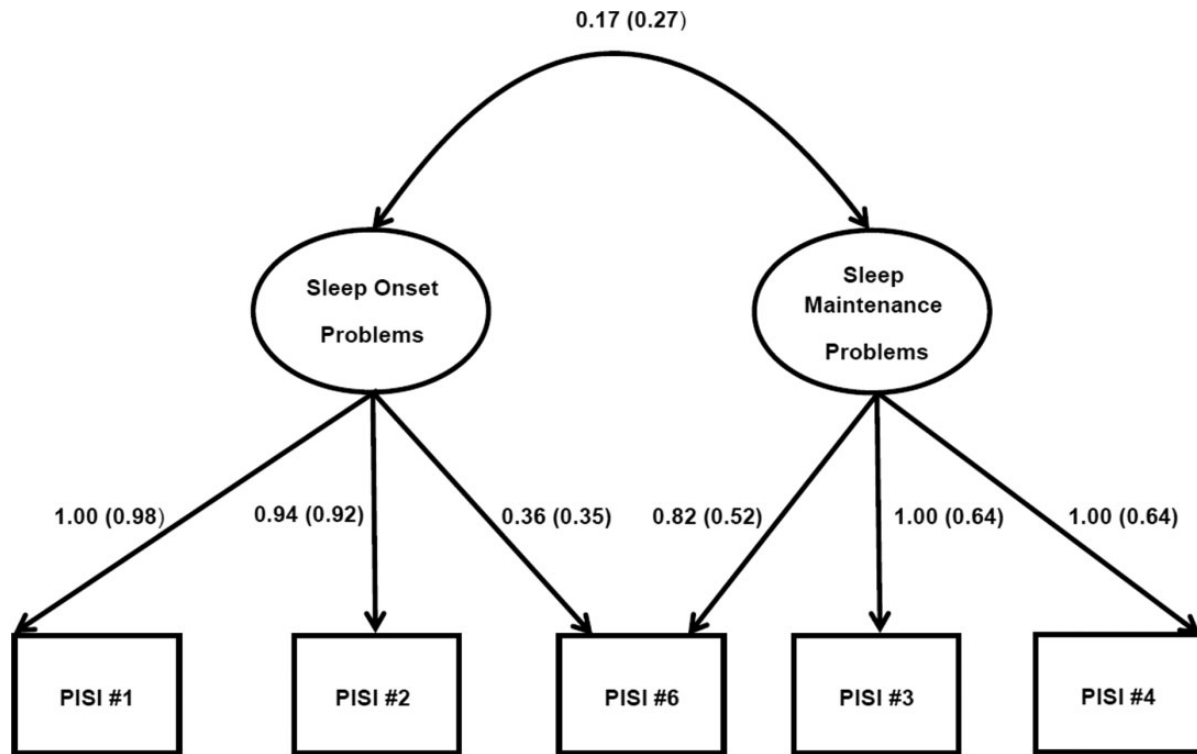 0.17 (0.27)
Sleep Onset
Problems
Sleep
Maintenance
Problems
1.00 (0.98)
0.94 (0.92)
0.36 (0.35)
0.82 (0.52)
1.00 (0.64)
1.00 (0.64)
PISI #1
PISI #2
PISI #6
PISI #3
PISI #4